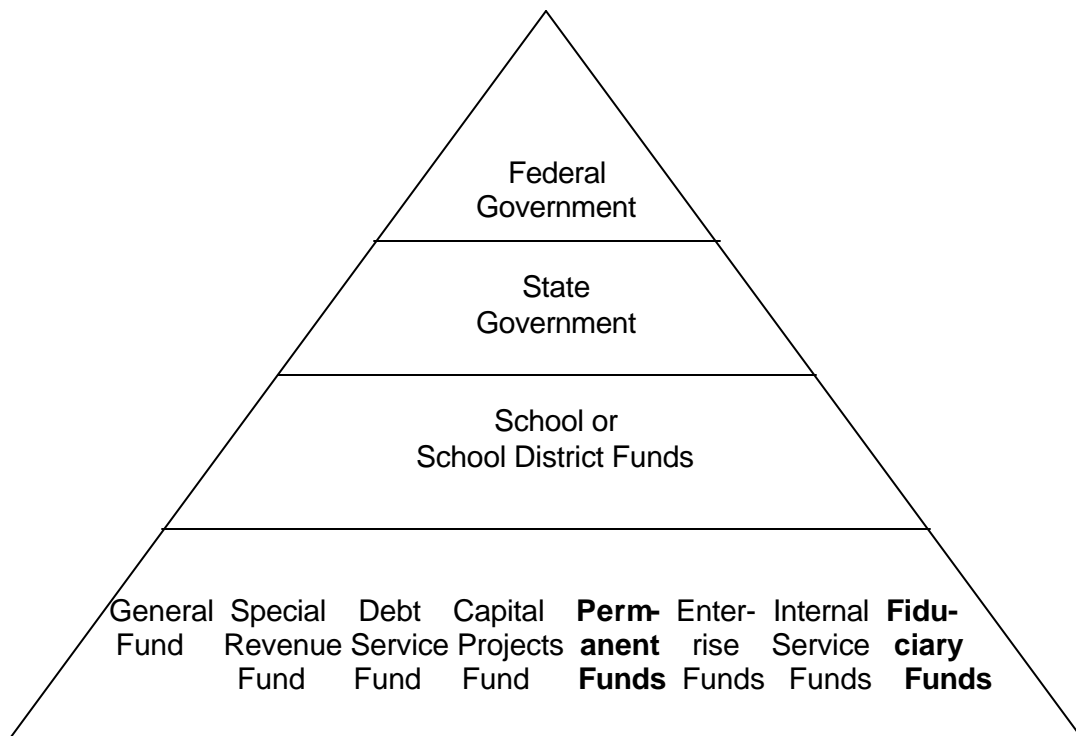 Federal
Government
State
Government
School or
School District Funds
General Special Debt Capital Perm- Enter- Internal Fidu-
Fund Revenue Service Projects anent rise Service ciary
Fund Fund Fund Funds Funds Funds Funds